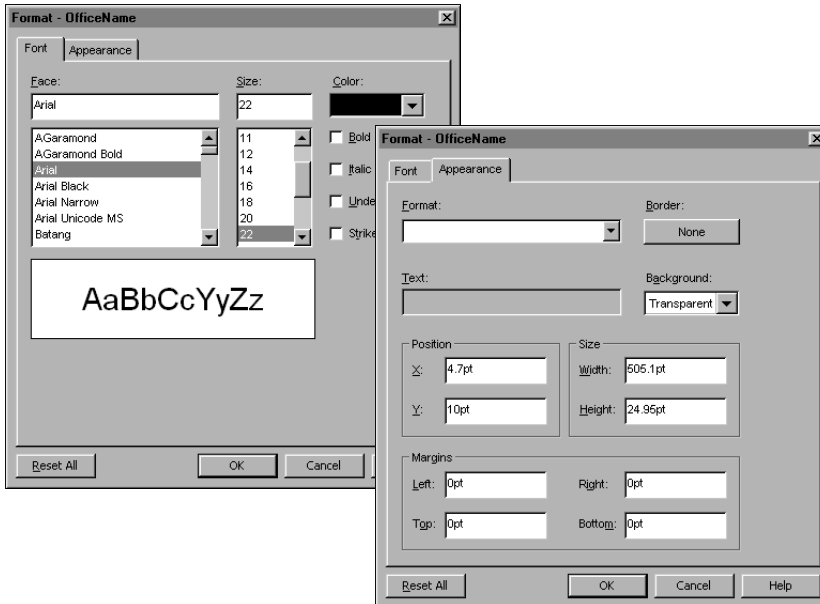 Format - OfficeName
Font Appearance
Face: Size: Color:
Arial 22
AGaramond 11 Bold
AGaramond Bold 12
Arial 14 Italic
Arial Black 16
Arial Narrow 18 Unde
Arial Unicode MS 20
Batang 22 Strike
AaBbCcYyZz
Reset All OK Cancel
Format - OfficeName
Font Appearance
Format: Border:
None
Text: Background:
Transparent
Position Size
X: 4.7pt Width: 505.1pt
Y: 10pt Height: 24.95pt
Margins
Left: 0pt Right: 0pt
Top: 0pt Bottom: 0pt
Reset All OK Cancel Help